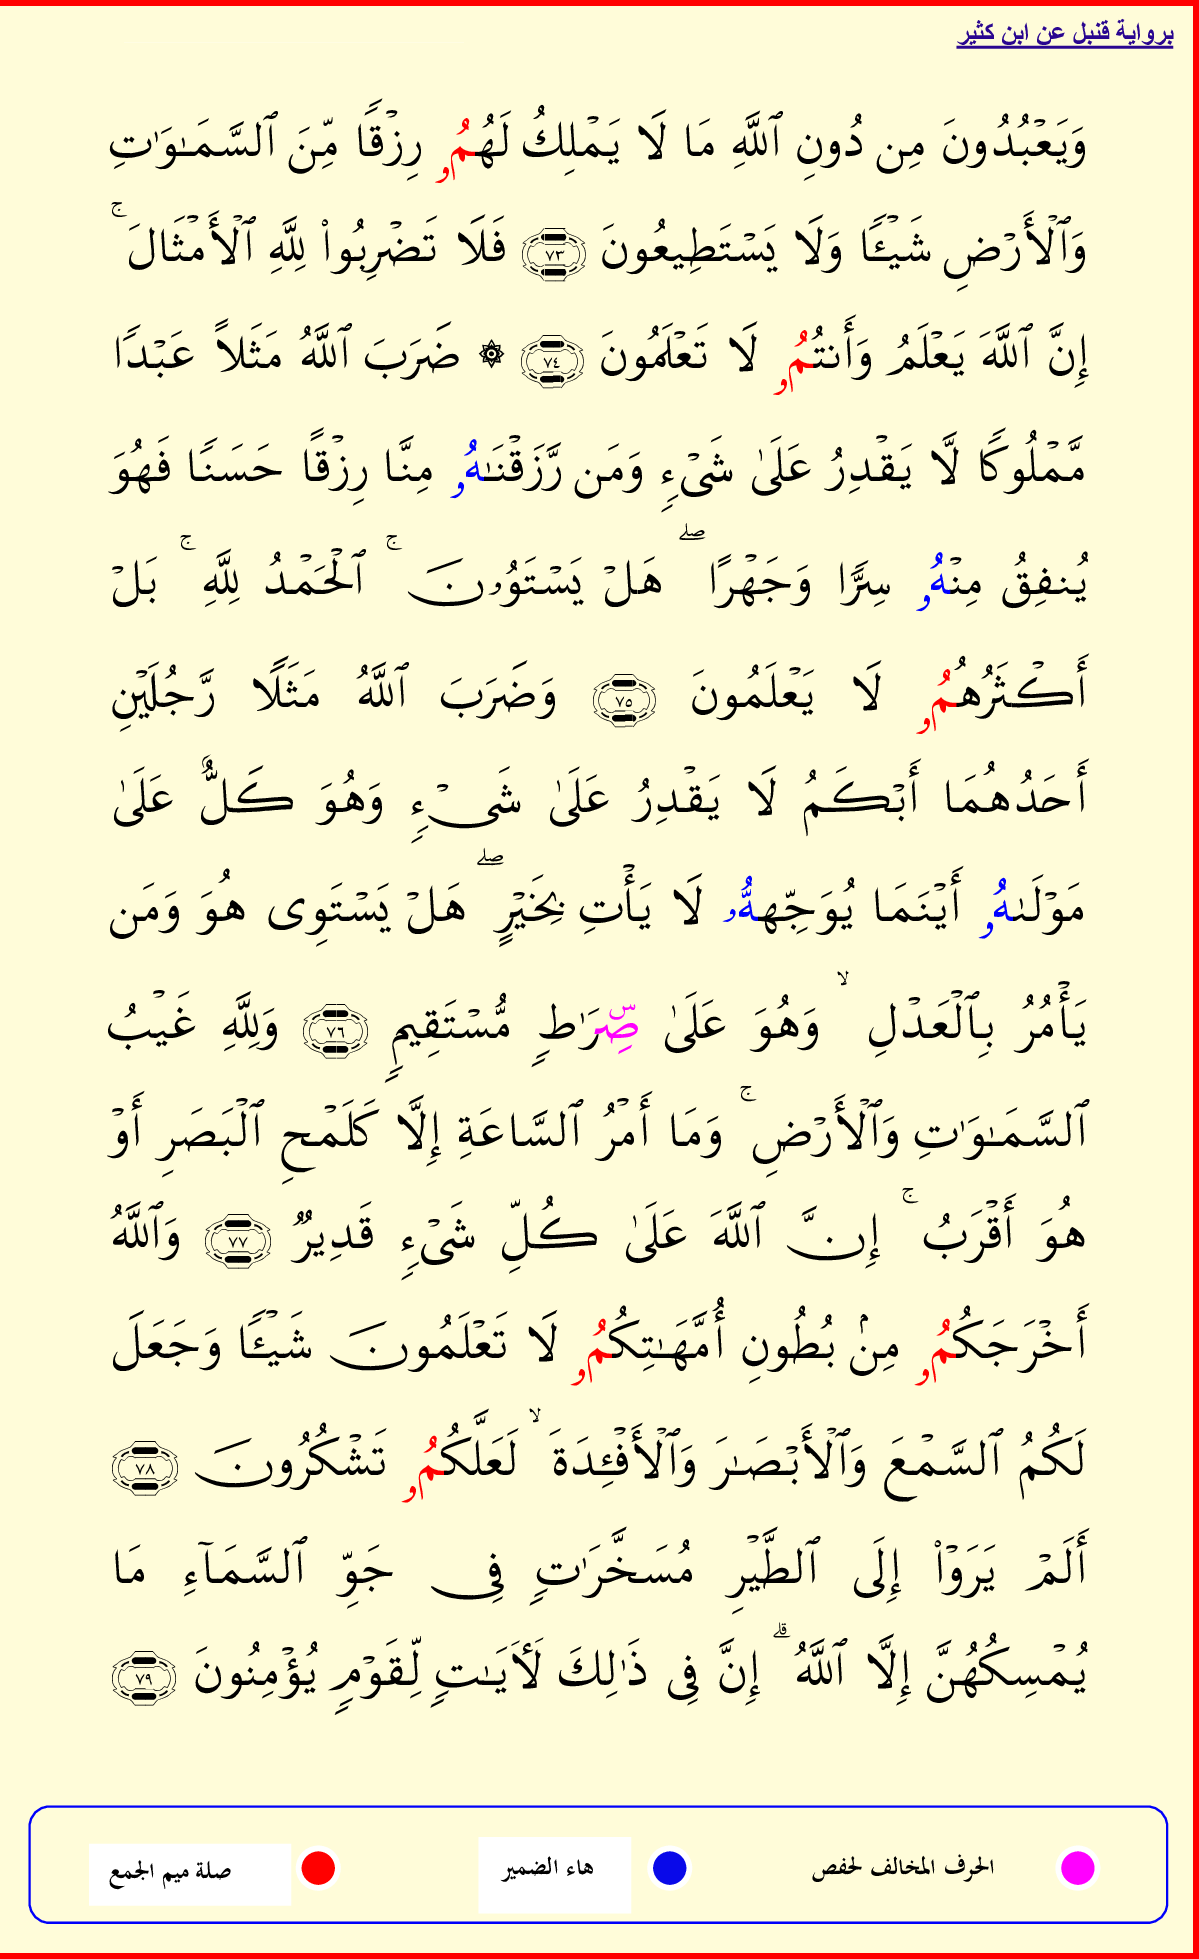 برواية قنبل عن ابن كثير
وَيَعۡبُدُونَ مِن دُونِ ٱللَّهِ مَا لَا يَمۡلِكُ لَهُمُۥ رِزۡقًا مِّنَ ٱلسَّمَٰوَٰتِ
وَٱلۡأَرۡضِ شَيۡـًٔا وَلَا يَسۡتَطِيعُونَ ٧٣ فَلَا تَضۡرِبُواْ لِلَّهِ ٱلۡأَمۡثَالَۚ
إِنَّ ٱللَّهَ يَعۡلَمُ وَأَنتُمُۥ لَا تَعۡلَمُونَ ٧٤ ۞ ضَرَبَ ٱللَّهُ مَثَلًا عَبۡدًا
مَّمۡلُوكًا لَّا يَقۡدِرُ عَلَىٰ شَيۡءٖ وَمَن رَّزَقۡنَٰهُۥ مِنَّا رِزۡقًا حَسَنًا فَهُوَ
يُنفِقُ مِنۡهُۥ سِرًّا وَجَهۡرًاۖ هَلۡ يَسۡتَوُۥنَۚ ٱلۡحَمۡدُ لِلَّهِۚ بَلۡ
أَكۡثَرُهُمُۥ لَا يَعۡلَمُونَ ٧٥ وَضَرَبَ ٱللَّهُ مَثَلًا رَّجُلَيۡنِ
أَحَدُهُمَا أَبۡكَمُ لَا يَقۡدِرُ عَلَىٰ شَيۡءٖ وَهُوَ كَلٌّ عَلَىٰ
مَوۡلَىٰهُۥ أَيۡنَمَا يُوَجِّههُّۥ لَا يَأۡتِ بِخَيۡرٍۖ هَلۡ يَسۡتَوِي هُوَ وَمَن
يَأۡمُرُ بِٱلۡعَدۡلِۙ وَهُوَ عَلَىٰ صِّۜرَٰطٖ مُّسۡتَقِيمٖ ٧٦ وَلِلَّهِ غَيۡبُ
ٱلسَّمَٰوَٰتِ وَٱلۡأَرۡضِۚ وَمَا أَمۡرُ ٱلسَّاعَةِ إِلَّا كَلَمۡحِ ٱلۡبَصَرِ أَوۡ
هُوَ أَقۡرَبُۚ إِنَّ ٱللَّهَ عَلَىٰ كُلِّ شَيۡءٖ قَدِيرٞ ٧٧ وَٱللَّهُ
أَخۡرَجَكُمُۥ مِنۢ بُطُونِ أُمَّهَٰتِكُمُۥ لَا تَعۡلَمُونَ شَيۡـًٔا وَجَعَلَ
لَكُمُ ٱلسَّمۡعَ وَٱلۡأَبۡصَٰرَ وَٱلۡأَفۡـِٔدَةَۙ لَعَلَّكُمُۥ تَشۡكُرُونَ ٧٨
أَلَمۡ يَرَوۡاْ إِلَى ٱلطَّيۡرِ مُسَخَّرَٰتٖ فِي جَوِّ ٱلسَّمَآءِ مَا
يُمۡسِكُهُنَّ إِلَّا ٱللَّهُۗ إِنَّ فِي ذَٰلِكَ لَأٓيَٰتٖ لِّقَوۡمٖ يُؤۡمِنُونَ ٧٩
الحرف المخالف لحفص
هاء الضمير
صلة ميم الجمع